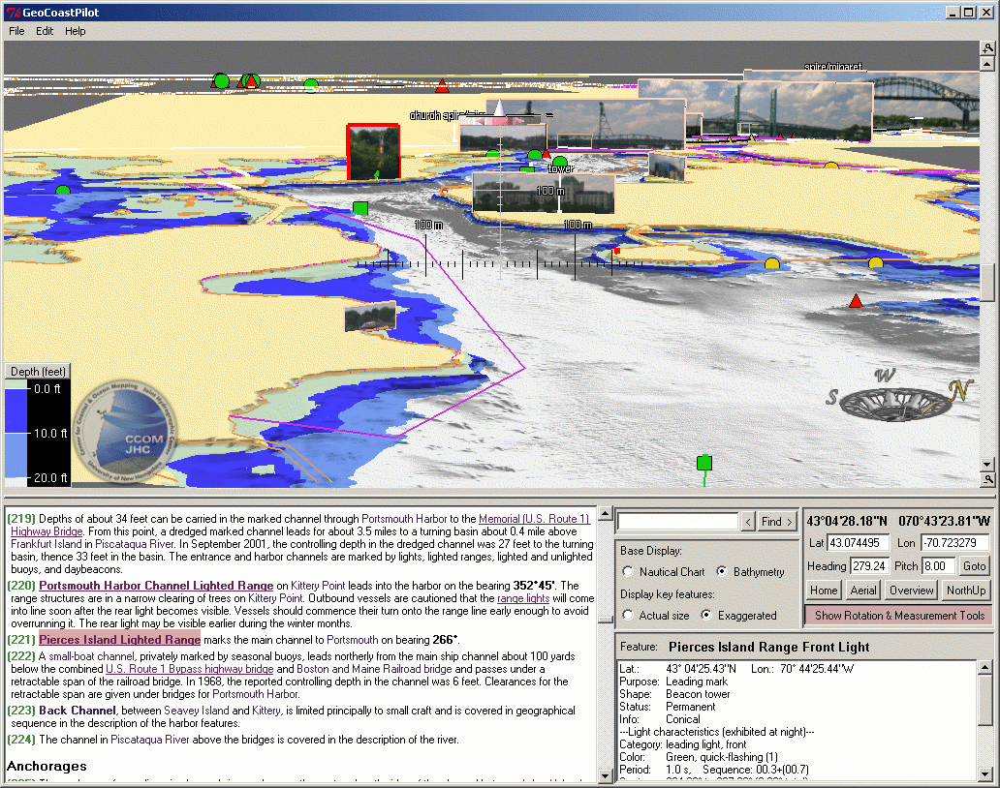 GeoCoastPilot
File Edit Help
spire/minaret
church spire/
tower
100 m
100 m
100 m
S W N
Depth (feet)
0.0 ft
10.0 ft
20.0 ft
CCOM
JHC
(219) Depths of about 34 feet can be carried in the marked channel through Portsmouth Harbor to the Memorial (U.S. Route 1)
Highway Bridge. From this point, a dredged marked channel leads for about 3.5 miles to a turning basin about 0.4 mile above
Frankfurt Island in Piscataqua River. In September 2001, the controlling depth in the dredged channel was 27 feet to the turning
basin, thence 33 feet in the basin. The entrance and harbor channels are marked by lights, lighted ranges, lighted and unlighted
buoys, and daybeacons.
(220) Portsmouth Harbor Channel Lighted Range on Kittery Point leads into the harbor on the bearing 352°45'. The
range structures are in a narrow clearing of trees on Kittery Point. Outbound vessels are cautioned that the range lights will come
into line soon after the rear light becomes visible. Vessels should commence their turn onto the range line early enough to avoid
overrunning it. The rear light may be visible earlier during the winter months.
(221) Pierces Island Lighted Range marks the main channel to Portsmouth on bearing 266°.
(222) A small-boat channel, privately marked by seasonal buoys, leads northerly from the main ship channel about 100 yards
below the combined U.S. Route 1 Bypass highway bridge and Boston and Maine Railroad bridge and passes under a
retractable span of the railroad bridge. In 1968, the reported controlling depth in the channel was 6 feet. Clearances for the
retractable span are given under bridges for Portsmouth Harbor.
(223) Back Channel, between Seavey Island and Kittery, is limited principally to small craft and is covered in geographical
sequence in the description of the harbor features.
(224) The channel in Piscataqua River above the bridges is covered in the description of the river.
Anchorages
< Find >
Base Display:
Nautical Chart Bathymetry
Display key features:
Actual size Exaggerated
43°04'28.18"N 070°43'23.81"W
Lat 43.074495 Lon -70.723279
Heading 279.24 Pitch 8.00 Goto
Home Aerial Overview NorthUp
Show Rotation & Measurement Tools
Feature: Pierces Island Range Front Light
Lat.: 43° 04'25.43"N Lon.: 70° 44'25.44"W
Purpose: Leading mark
Shape: Beacon tower
Status: Permanent
Info: Conical
---Light characteristics (exhibited at night)---
Category: leading light, front
Color: Green, quick-flashing (1)
Period: 1.0 s, Sequence: 00.3+(00.7)